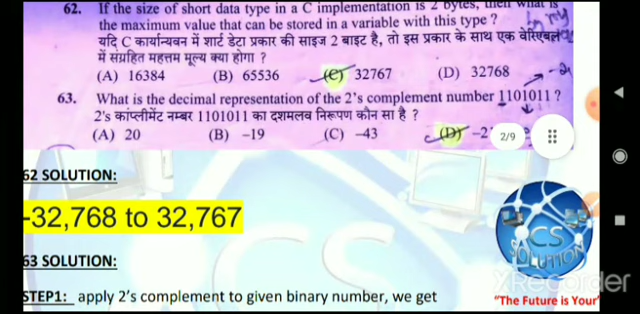 62. If the size of short data type in a C implementation is 2 bytes, then what is
the maximum value that can be stored in a variable with this type ?
यदि C कार्यान्वयन में शार्ट डेटा प्रकार की साइज 2 बाइट है, तो इस प्रकार के साथ एक वेरिएबल
में संग्रहित महत्तम मूल्य क्या होगा ?
(A) 16384 (B) 65536 (C) 32767 (D) 32768
63. What is the decimal representation of the 2's complement number 1101011 ?
2's कांप्लीमेंट नम्बर 1101011 का दशमलव निरूपण कौन सा है ?
(A) 20 (B) –19 (C) –43 (D) –2
2/9
62 SOLUTION:
-32,768 to 32,767
63 SOLUTION:
STEP1: apply 2's complement to given binary number, we get
CS
SOLUTION
XRecorder
"The Future is Your"